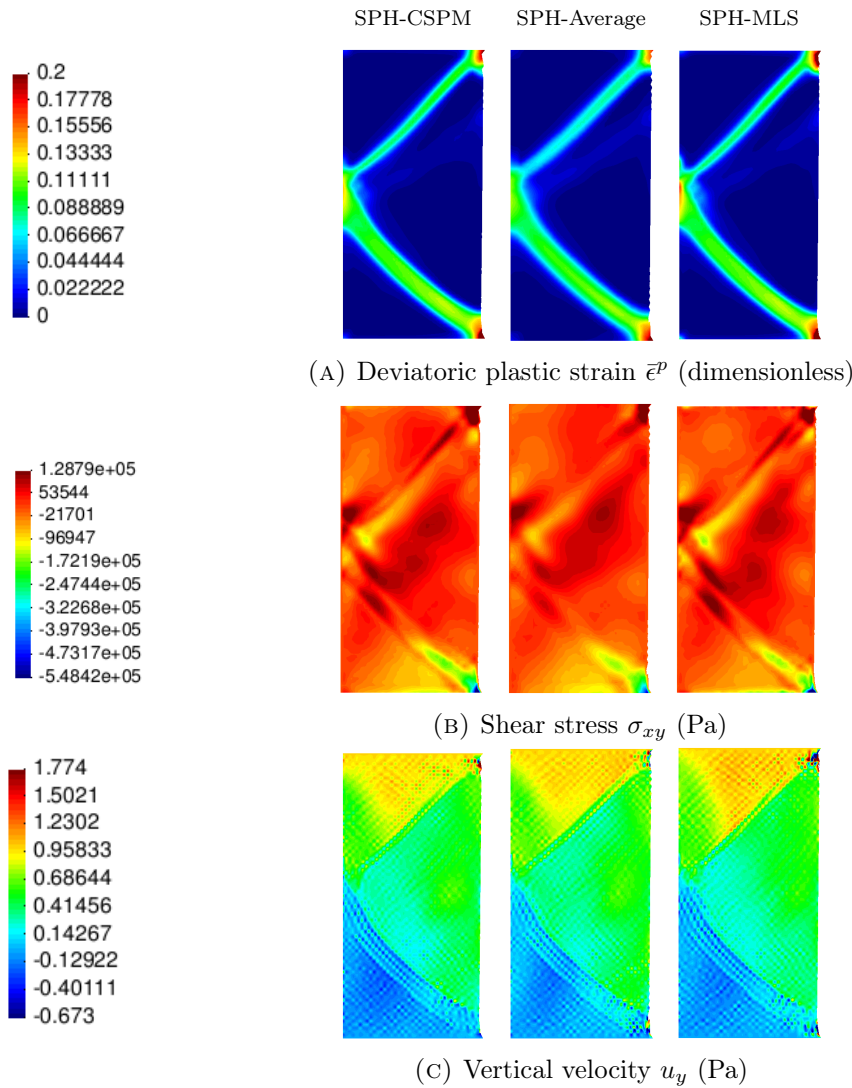 SPH-CSPM SPH-Average SPH-MLS
0.2
0.17778
0.15556
0.13333
0.11111
0.088889
0.066667
0.044444
0.022222
0
(A) Deviatoric plastic strain ε̄ᵖ (dimensionless)
1.2879e+05
53544
-21701
-96947
-1.7219e+05
-2.4744e+05
-3.2268e+05
-3.9793e+05
-4.7317e+05
-5.4842e+05
(B) Shear stress σxy (Pa)
1.774
1.5021
1.2302
0.95833
0.68644
0.41456
0.14267
-0.12922
-0.40111
-0.673
(C) Vertical velocity uy (Pa)